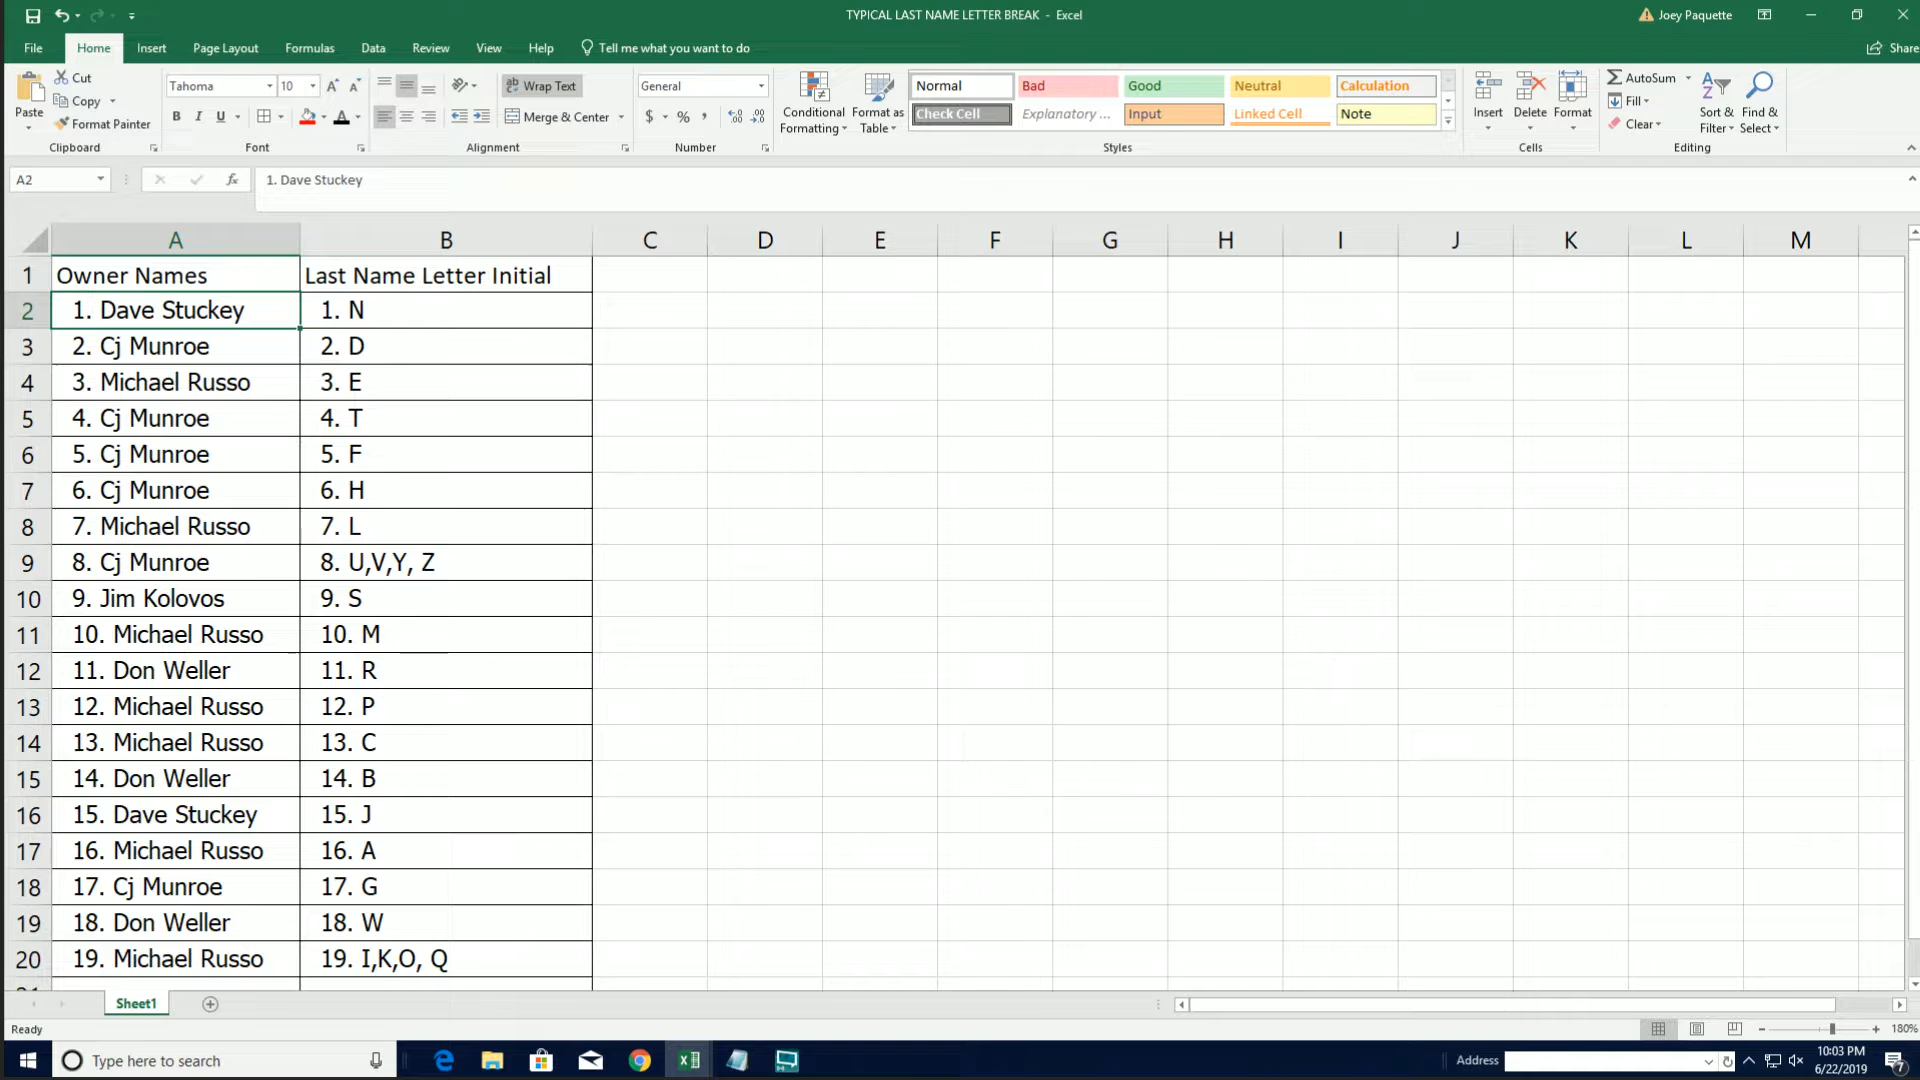 TYPICAL LAST NAME LETTER BREAK - Excel
Joey Paquette
File Home Insert Page Layout Formulas Data Review View Help Tell me what you want to do
Share
Paste
Cut
Copy
Format Painter
Clipboard
Tahoma 10
B I U
Font
Wrap Text
Merge & Center
Alignment
General
$ % ,
Number
Conditional Formatting
Format as Table
Normal Bad Good Neutral Calculation
Check Cell Explanatory ... Input Linked Cell Note
Styles
Insert Delete Format
Cells
AutoSum
Fill
Clear
Sort & Filter
Find & Select
Editing
A2 fx 1. Dave Stuckey
A B C D E F G H I J K L M
1 Owner Names Last Name Letter Initial
2 1. Dave Stuckey 1. N
3 2. Cj Munroe 2. D
4 3. Michael Russo 3. E
5 4. Cj Munroe 4. T
6 5. Cj Munroe 5. F
7 6. Cj Munroe 6. H
8 7. Michael Russo 7. L
9 8. Cj Munroe 8. U,V,Y, Z
10 9. Jim Kolovos 9. S
11 10. Michael Russo 10. M
12 11. Don Weller 11. R
13 12. Michael Russo 12. P
14 13. Michael Russo 13. C
15 14. Don Weller 14. B
16 15. Dave Stuckey 15. J
17 16. Michael Russo 16. A
18 17. Cj Munroe 17. G
19 18. Don Weller 18. W
20 19. Michael Russo 19. I,K,O, Q
Sheet1
Ready
180%
Type here to search
Address
10:03 PM
6/22/2019
7